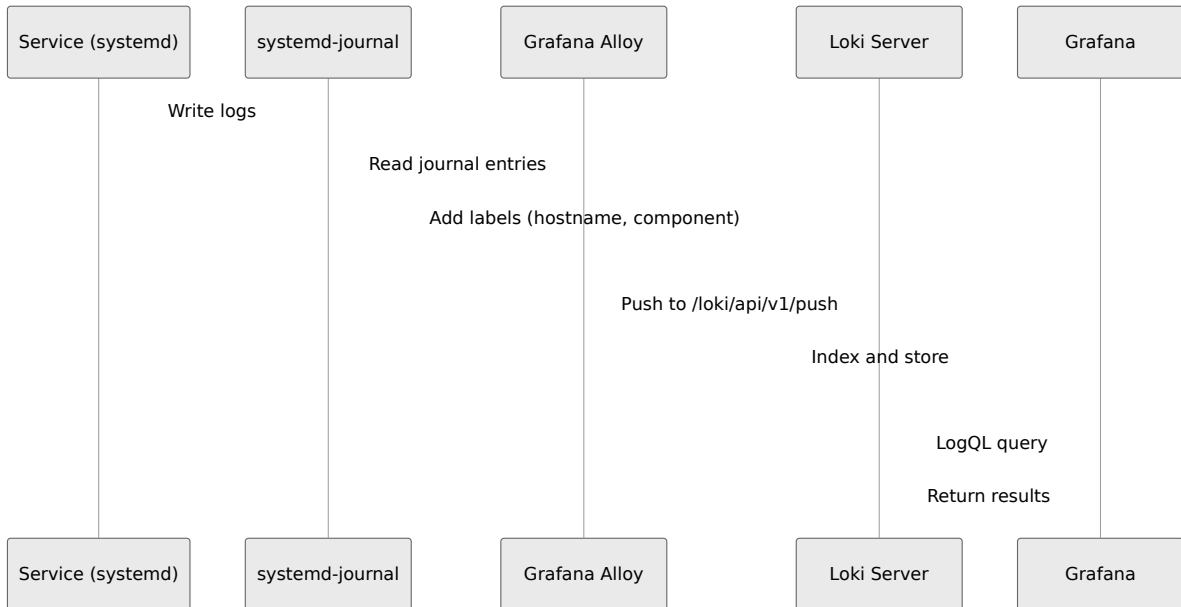 Service (systemd)
systemd-journal
Grafana Alloy
Loki Server
Grafana
Write logs
Read journal entries
Add labels (hostname, component)
Push to /loki/api/v1/push
Index and store
LogQL query
Return results
Service (systemd)
systemd-journal
Grafana Alloy
Loki Server
Grafana